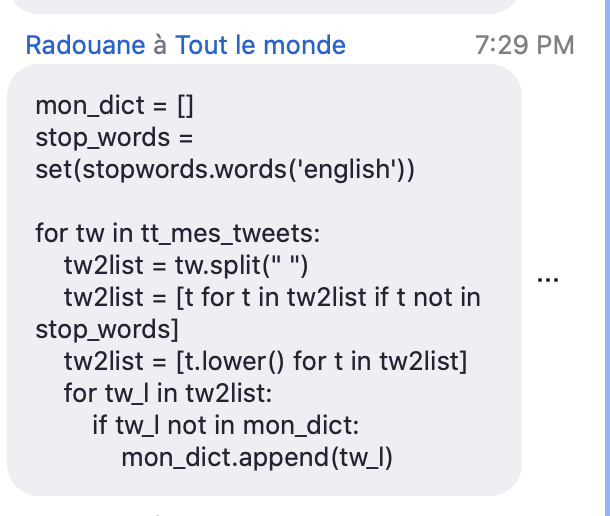 Radouane à Tout le monde 7:29 PM
mon_dict = []
stop_words =
set(stopwords.words('english'))
for tw in tt_mes_tweets:
tw2list = tw.split(" ")
tw2list = [t for t in tw2list if t not in
stop_words]
tw2list = [t.lower() for t in tw2list]
for tw_l in tw2list:
if tw_l not in mon_dict:
mon_dict.append(tw_l)